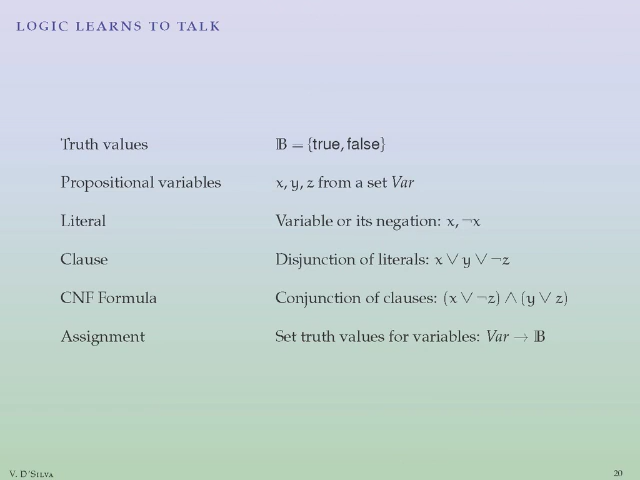 LOGIC LEARNS TO TALK
Truth values 𝔹 = {true, false}
Propositional variables x, y, z from a set Var
Literal Variable or its negation: x, ¬x
Clause Disjunction of literals: x ∨ y ∨ ¬z
CNF Formula Conjunction of clauses: (x ∨ ¬z) ∧ (y ∨ z)
Assignment Set truth values for variables: Var → 𝔹
V. D'SILVA 20